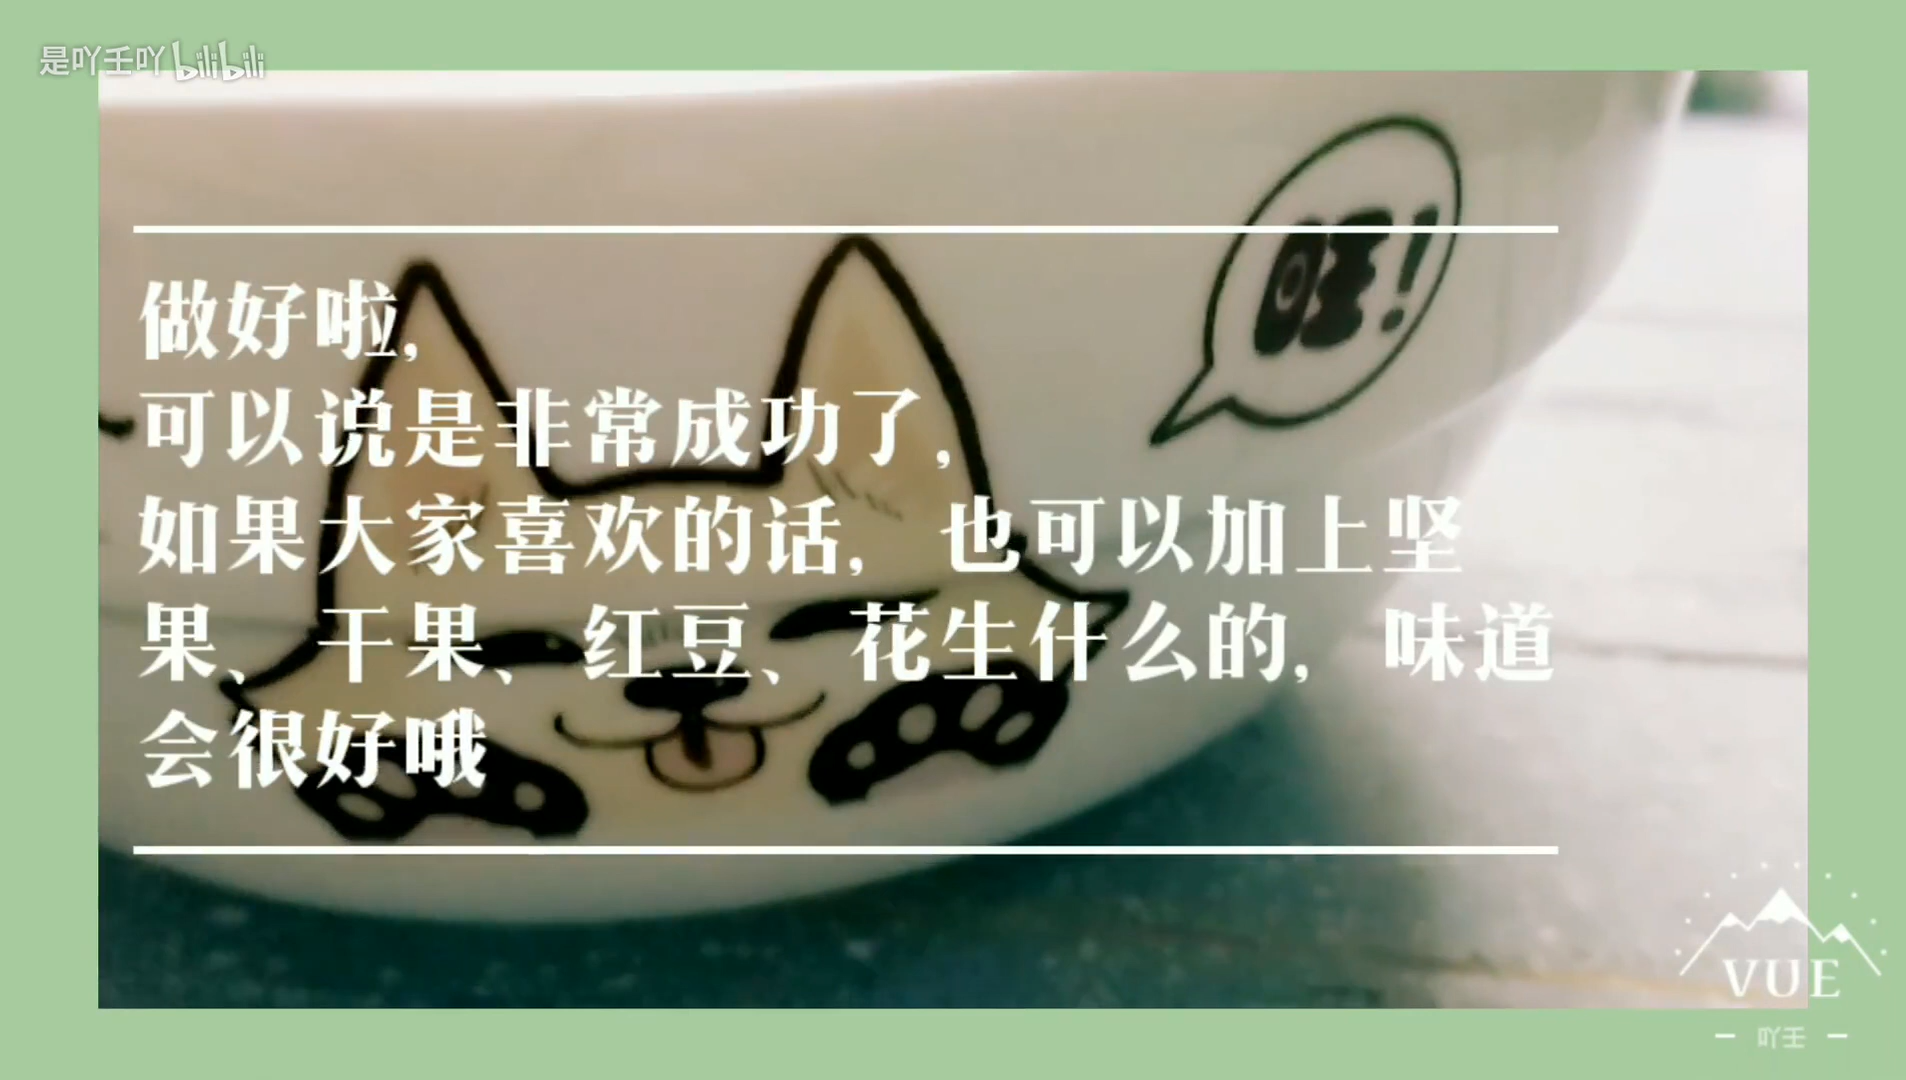 是吖壬吖 bilibili
旺!
做好啦,
可以说是非常成功了,
如果大家喜欢的话, 也可以加上坚
果、干果、红豆、花生什么的, 味道
会很好哦
VUE
- 吖壬 -